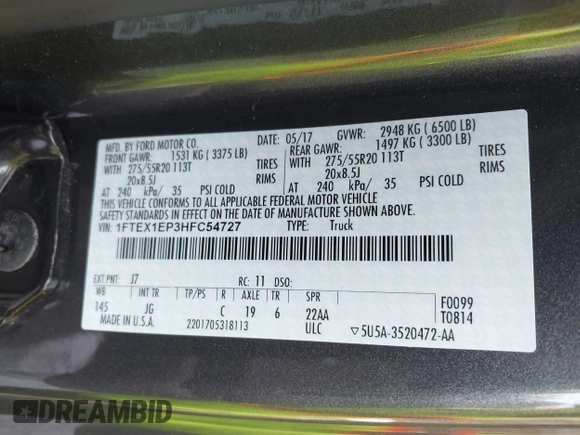 MFD. BY FORD MOTOR CO.
DATE: 05/17 GVWR: 2948 KG ( 6500 LB)
FRONT GAWR: 1531 KG ( 3375 LB) REAR GAWR: 1497 KG ( 3300 LB)
WITH 275/55R20 113T TIRES WITH 275/55R20 113T TIRES
20x8.5J RIMS 20x8.5J RIMS
AT 240 kPa/ 35 PSI COLD AT 240 kPa/ 35 PSI COLD
THIS VEHICLE CONFORMS TO ALL APPLICABLE FEDERAL MOTOR VEHICLE
SAFETY STANDARDS IN EFFECT ON THE DATE OF MANUFACTURE SHOWN ABOVE.
VIN: 1FTEX1EP3HFC54727 TYPE: Truck
EXT PNT: J7 RC: 11 DSO:
WB INT TR TP/PS R AXLE TR SPR F0099
145 JG C 19 6 22AA T0814
MADE IN U.S.A. 2201705318113 ULC ▽5U5A-3520472-AA
DREAMBID